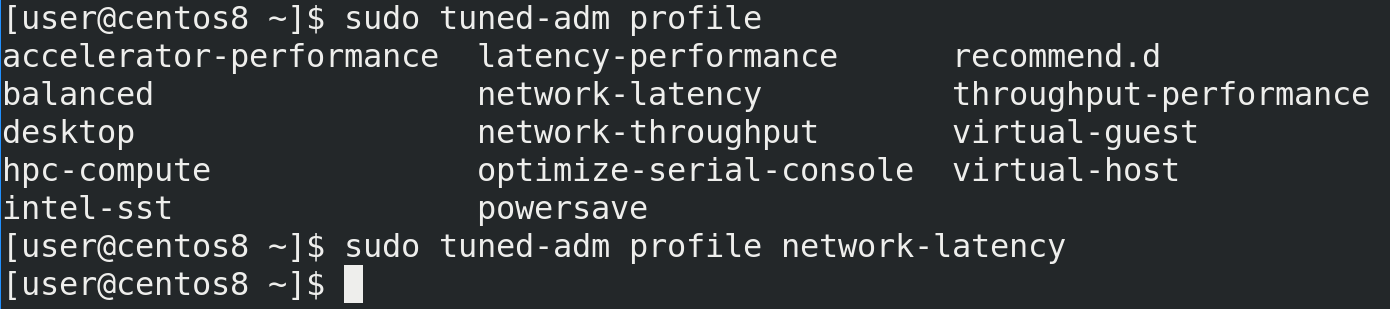 [user@centos8 ~]$ sudo tuned-adm profile
accelerator-performance  latency-performance      recommend.d
balanced                 network-latency          throughput-performance
desktop                  network-throughput       virtual-guest
hpc-compute              optimize-serial-console  virtual-host
intel-sst                powersave
[user@centos8 ~]$ sudo tuned-adm profile network-latency
[user@centos8 ~]$